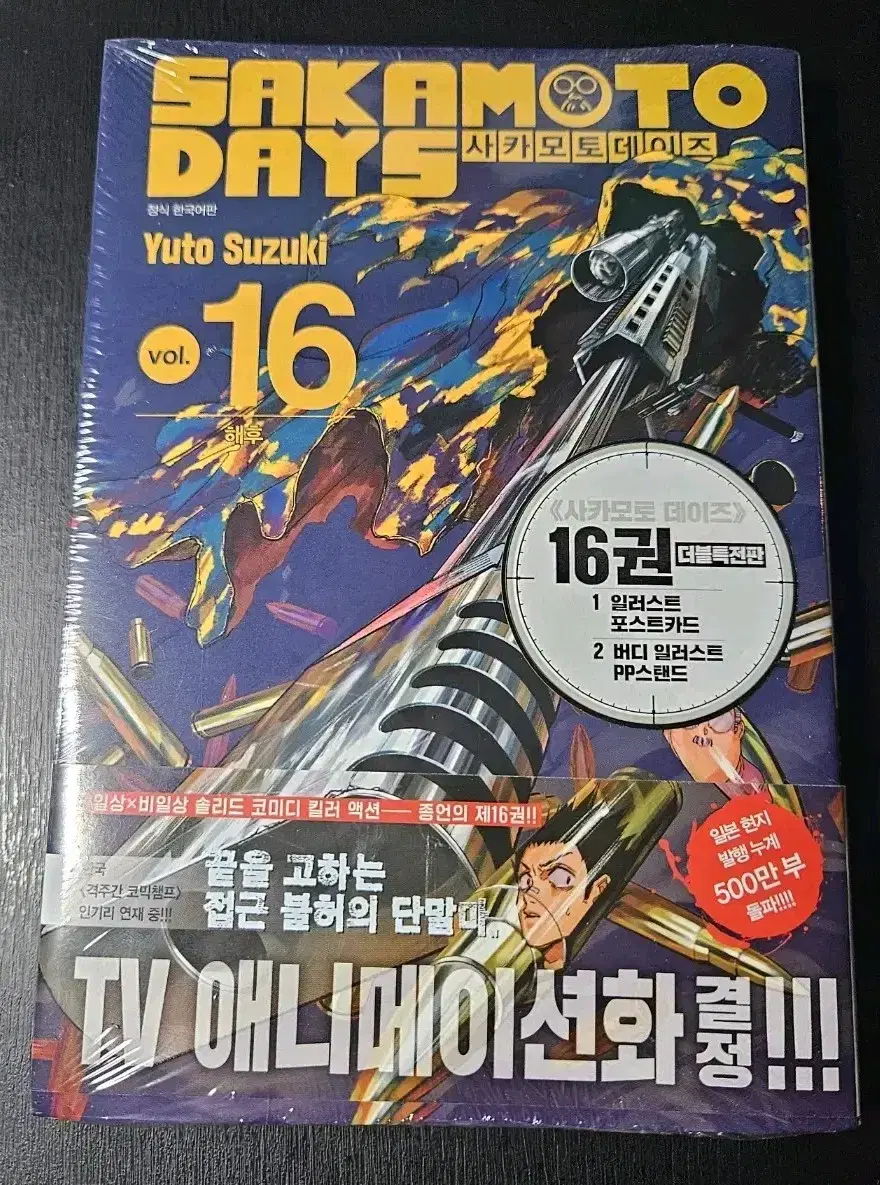 SAKAMOTO
DAYS
사카모토데이즈
정식 한국어판
Yuto Suzuki
vol. 16
해후
《사카모토 데이즈》
16권 더블특전판
1 일러스트
포스트카드
2 버디 일러스트
PP스탠드
일상×비일상 솔리드 코미디 킬러 액션── 종언의 제16권!!
〈격주간 코믹챔프〉
인기리 연재 중!!!
끝을 고하는
접근 불허의 단말마..
일본 현지
발행 누계
500만 부
돌파!!!!
TV 애니메이션화 결정!!!